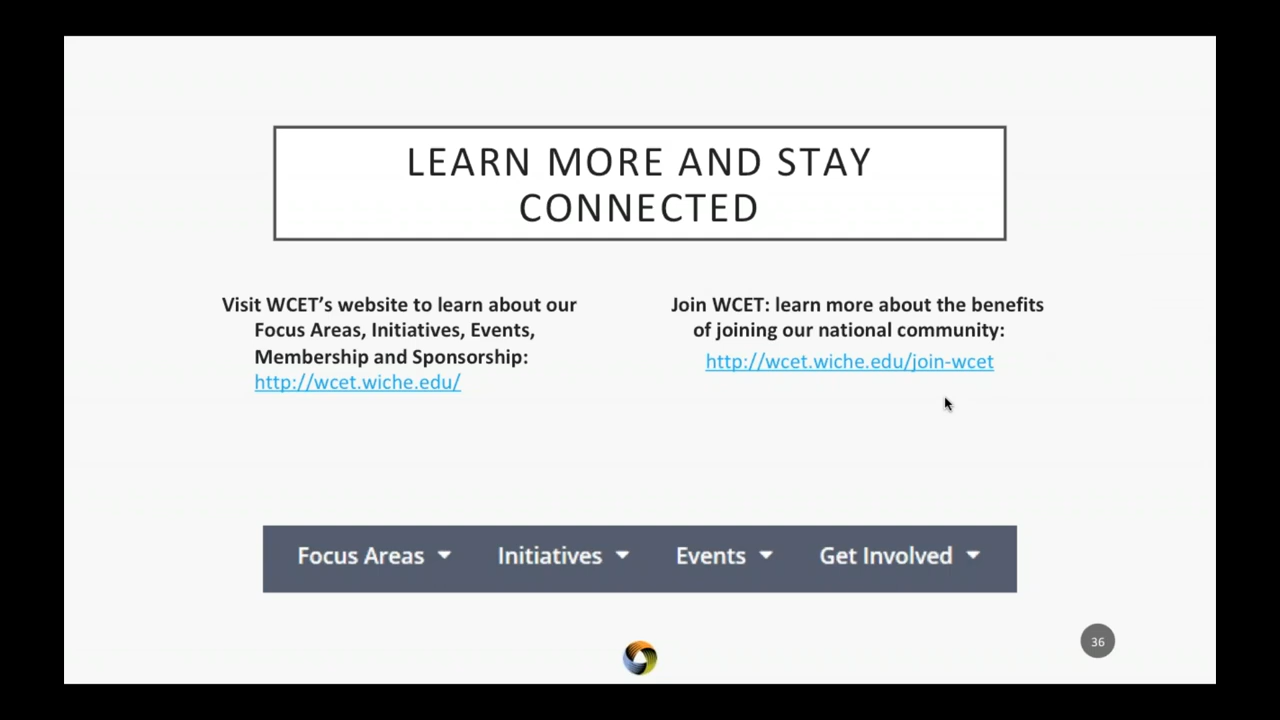 LEARN MORE AND STAY
CONNECTED
Visit WCET’s website to learn about our
Focus Areas, Initiatives, Events,
Membership and Sponsorship:
http://wcet.wiche.edu/
Join WCET: learn more about the benefits
of joining our national community:
http://wcet.wiche.edu/join-wcet
Focus Areas Initiatives Events Get Involved
36